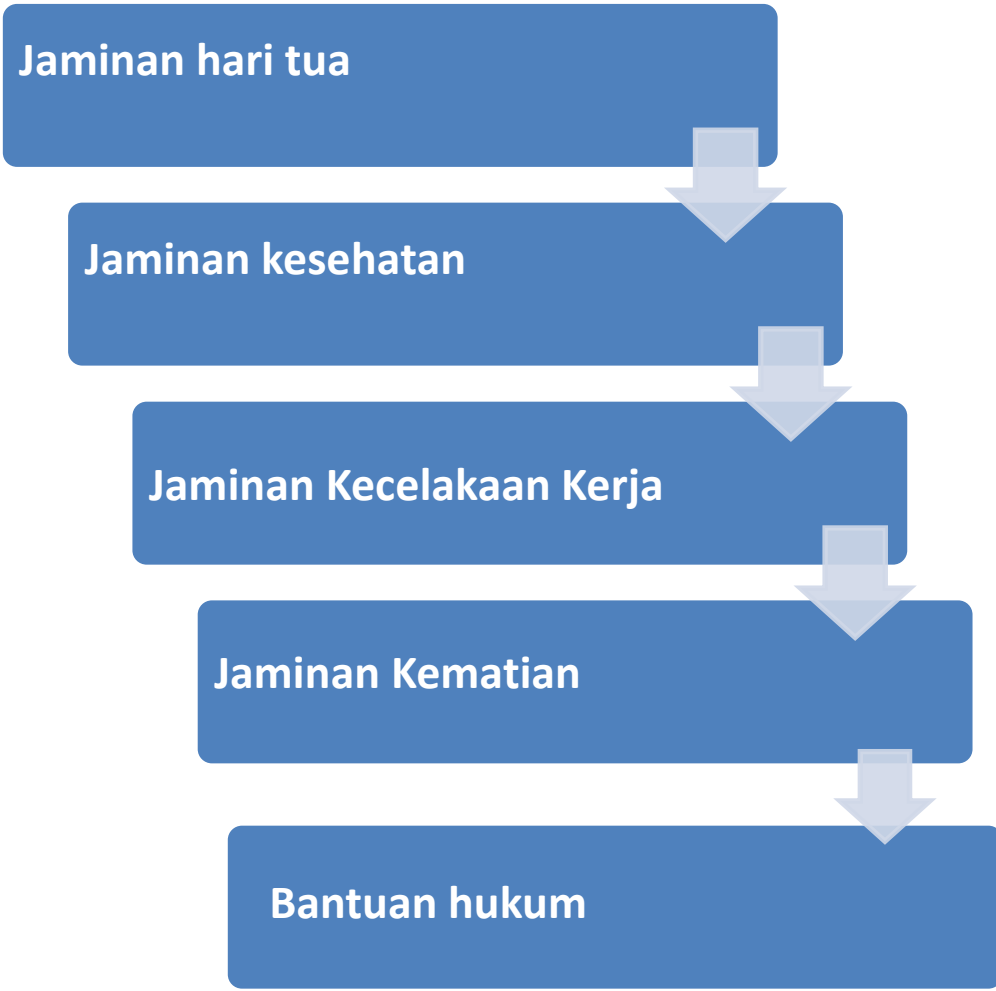 Jaminan hari tua
Jaminan kesehatan
Jaminan Kecelakaan Kerja
Jaminan Kematian
Bantuan hukum